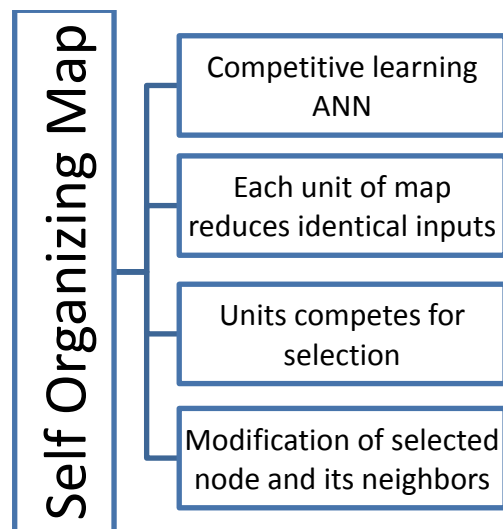 Self Organizing Map
Competitive learning
ANN
Each unit of map
reduces identical inputs
Units competes for
selection
Modification of selected
node and its neighbors